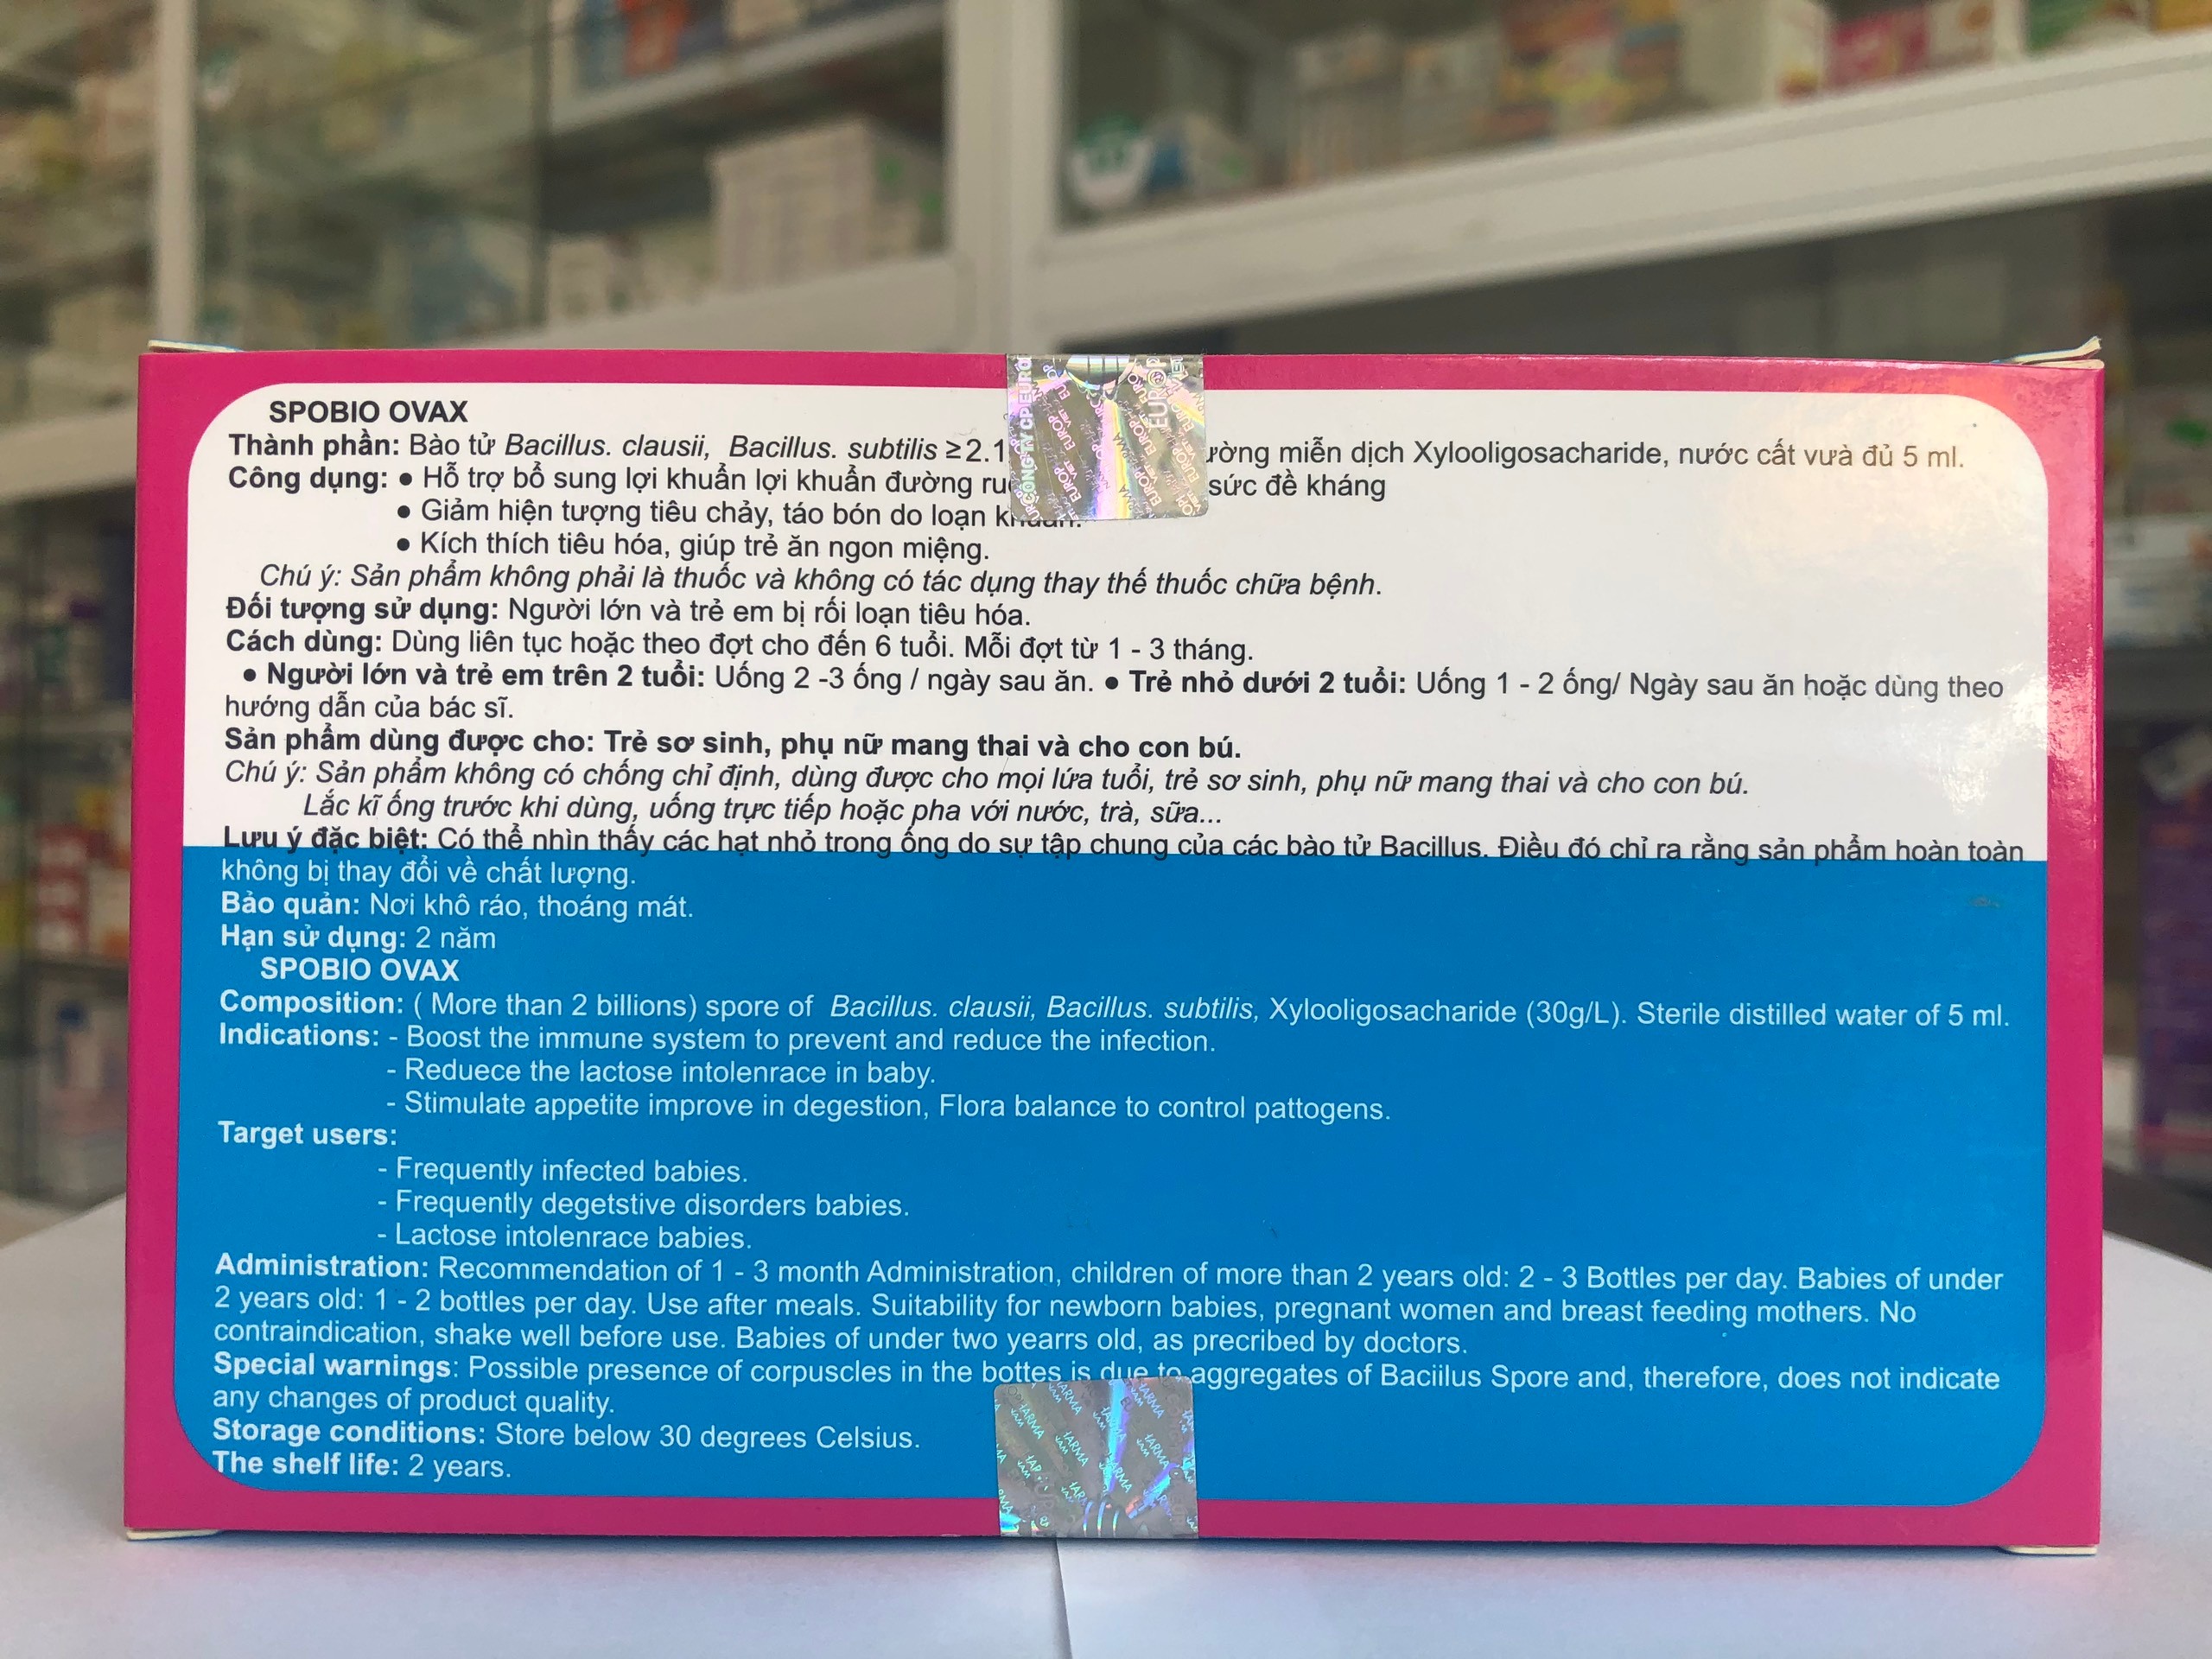 SPOBIO OVAX
Thành phần: Bào tử Bacillus. clausii, Bacillus. subtilis ≥2.1 miễn dịch Xylooligosacharide, nước cất vưà đủ 5 ml.
Công dụng: ● Hỗ trợ bổ sung lợi khuẩn lợi khuẩn đường sức đề kháng
● Giảm hiện tượng tiêu chảy, táo bón do loạn
● Kích thích tiêu hóa, giúp trẻ ăn ngon miệng.
Chú ý: Sản phẩm không phải là thuốc và không có tác dụng thay thế thuốc chữa bệnh.
Đối tượng sử dụng: Người lớn và trẻ em bị rối loạn tiêu hóa.
Cách dùng: Dùng liên tục hoặc theo đợt cho đến 6 tuổi. Mỗi đợt từ 1 - 3 tháng.
● Người lớn và trẻ em trên 2 tuổi: Uống 2 -3 ống / ngày sau ăn. ● Trẻ nhỏ dưới 2 tuổi: Uống 1 - 2 ống/ Ngày sau ăn hoặc dùng theo
hướng dẫn của bác sĩ.
Sản phẩm dùng được cho: Trẻ sơ sinh, phụ nữ mang thai và cho con bú.
Chú ý: Sản phẩm không có chống chỉ định, dùng được cho mọi lứa tuổi, trẻ sơ sinh, phụ nữ mang thai và cho con bú.
Lắc kĩ ống trước khi dùng, uống trực tiếp hoặc pha với nước, trà, sữa...
Lưu ý đặc biệt: Có thể nhìn thấy các hạt nhỏ trong ống do sự tập chung của các bào tử Bacillus. Điều đó chỉ ra rằng sản phẩm hoàn toàn
không bị thay đổi về chất lượng.
Bảo quản: Nơi khô ráo, thoáng mát.
Hạn sử dụng: 2 năm
SPOBIO OVAX
Composition: ( More than 2 billions) spore of Bacillus. clausii, Bacillus. subtilis, Xylooligosacharide (30g/L). Sterile distilled water of 5 ml.
Indications: - Boost the immune system to prevent and reduce the infection.
- Reduece the lactose intolenrace in baby.
- Stimulate appetite improve in degestion, Flora balance to control pattogens.
Target users:
- Frequently infected babies.
- Frequently degetstive disorders babies.
- Lactose intolenrace babies.
Administration: Recommendation of 1 - 3 month Administration, children of more than 2 years old: 2 - 3 Bottles per day. Babies of under
2 years old: 1 - 2 bottles per day. Use after meals. Suitability for newborn babies, pregnant women and breast feeding mothers. No
contraindication, shake well before use. Babies of under two yearrs old, as precribed by doctors.
Special warnings: Possible presence of corpuscles in the bottes is due to aggregates of Baciilus Spore and, therefore, does not indicate
any changes of product quality.
Storage conditions: Store below 30 degrees Celsius.
The shelf life: 2 years.